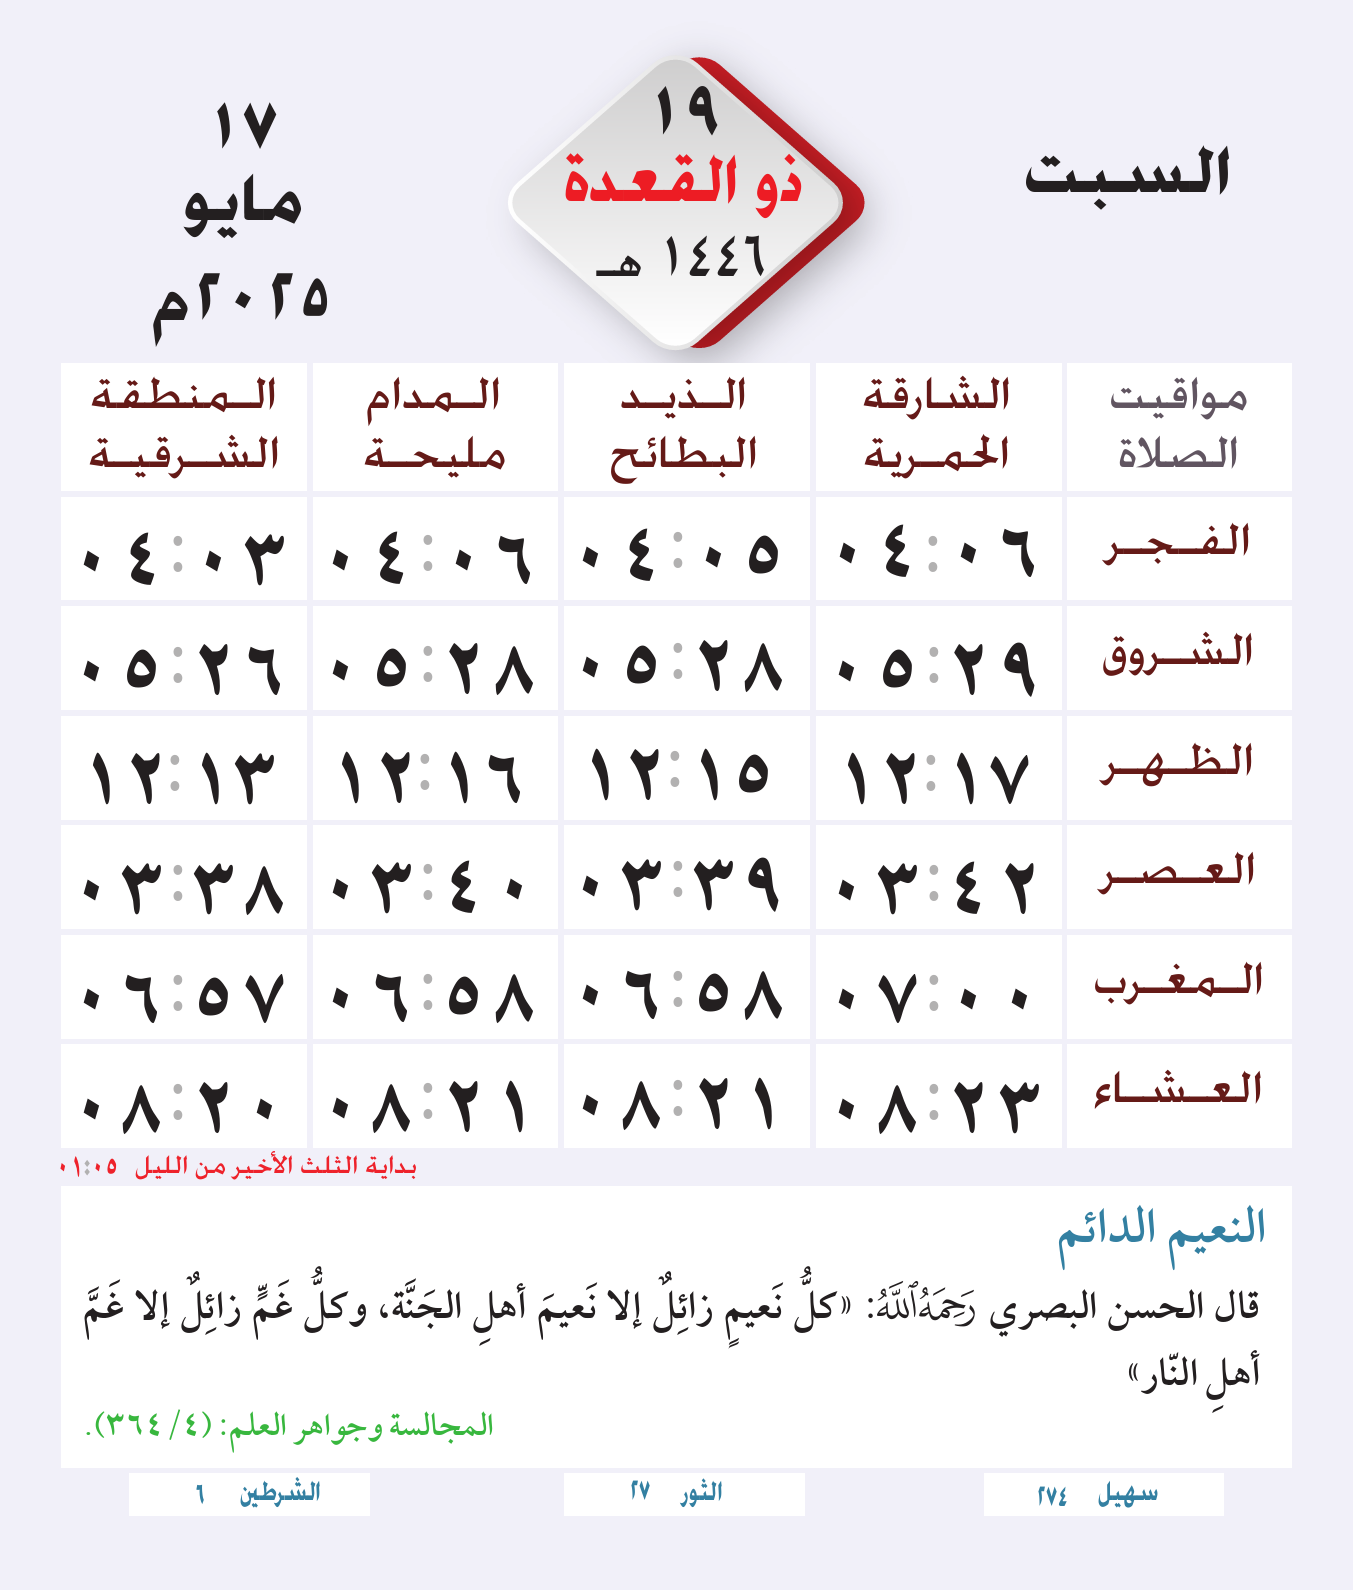 السبت
١٩
ذو القعدة
١٤٤٦ هـ
١٧
مايو
٢٠٢٥م
مواقيت الصلاة	الشارقة الحمرية	الذيد البطائح	المدام مليحة	المنطقة الشرقية
الفجر	٠٤:٠٦	٠٤:٠٥	٠٤:٠٦	٠٤:٠٣
الشروق	٠٥:٢٩	٠٥:٢٨	٠٥:٢٨	٠٥:٢٦
الظهر	١٢:١٧	١٢:١٥	١٢:١٦	١٢:١٣
العصر	٠٣:٤٢	٠٣:٣٩	٠٣:٤٠	٠٣:٣٨
المغرب	٠٧:٠٠	٠٦:٥٨	٠٦:٥٨	٠٦:٥٧
العشاء	٠٨:٢٣	٠٨:٢١	٠٨:٢١	٠٨:٢٠
بداية الثلث الأخير من الليل ٠١:٠٥
النعيم الدائم
قال الحسن البصري رَحِمَهُ ٱللَّهُ: «كلُّ نَعيمٍ زائِلٌ إلا نَعيمَ أهلِ الجَنَّة، وكلُّ غَمٍّ زائِلٌ إلا غَمَّ
أهلِ النّار»
المجالسة وجواهر العلم: (٤/ ٣٦٤).
سهيل ٢٧٤	الثور ٢٧	الشرطين ٦